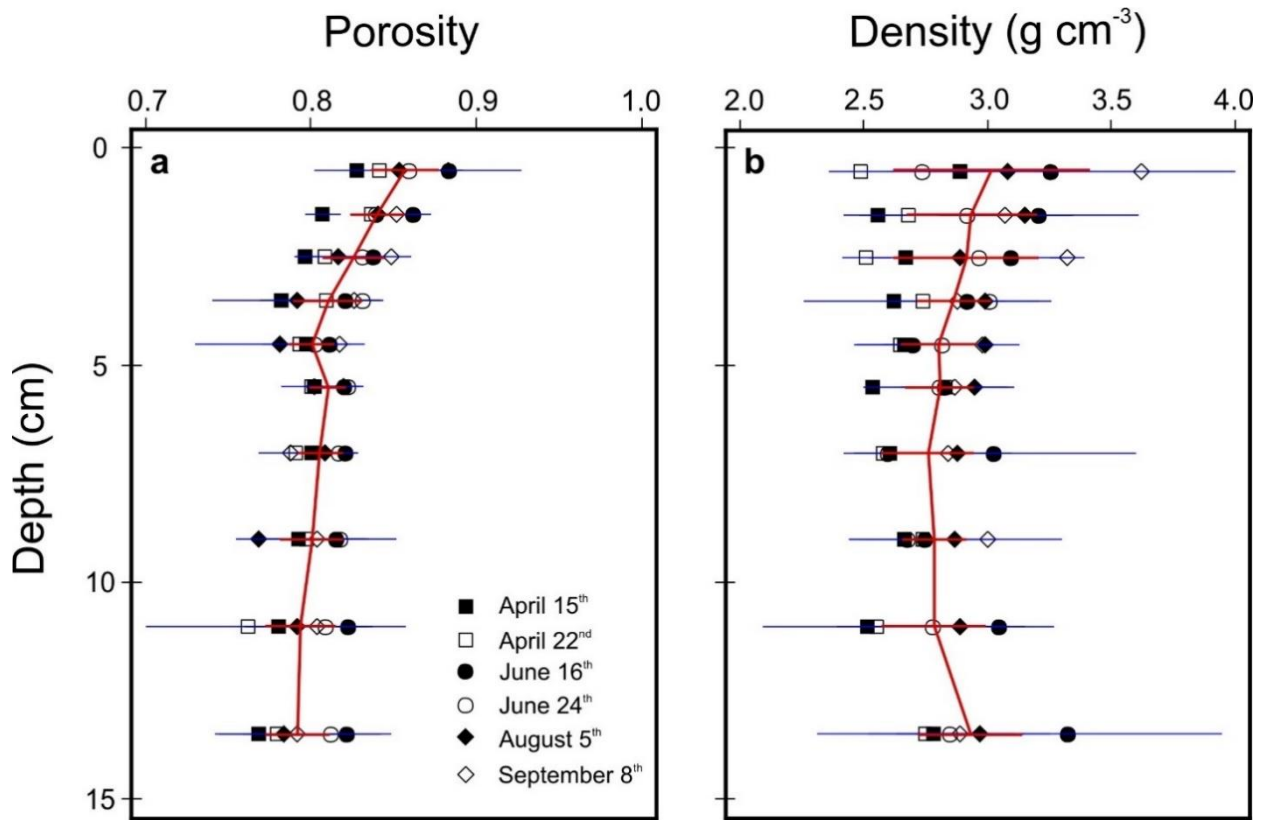 Porosity
Density (g cm⁻³)
0.7 0.8 0.9 1.0
2.0 2.5 3.0 3.5 4.0
0
a
b
5
Depth (cm)
10
April 15th
April 22nd
June 16th
June 24th
August 5th
September 8th
15